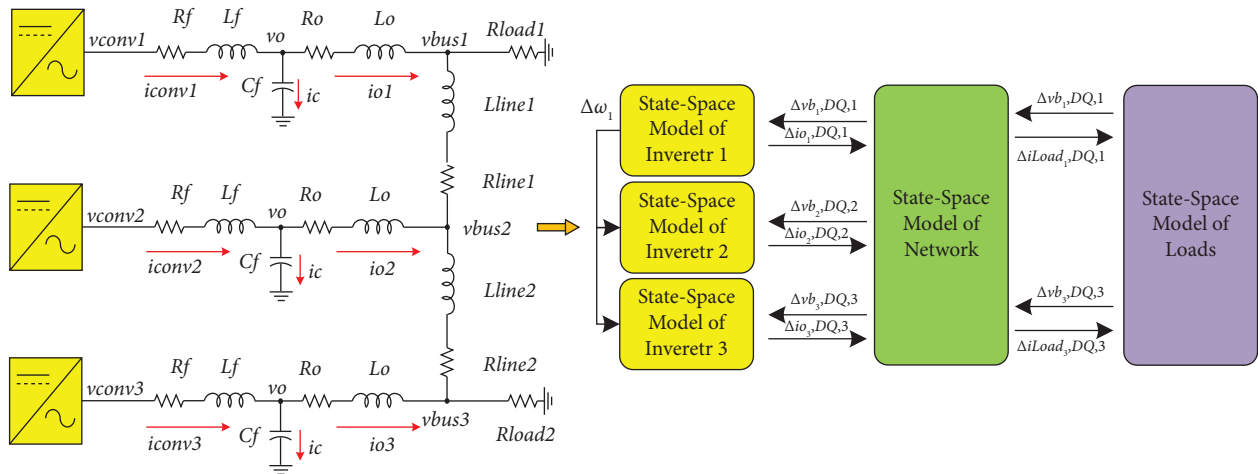 Rf Lf Ro Lo
vconv1 vo vbus1 Rload1
iconv1 Cf ic io1
Lline1
Rline1
Rf Lf Ro Lo
vconv2 vo vbus2
iconv2 Cf ic io2
Lline2
Rline2
Rf Lf Ro Lo
vconv3 vo vbus3
iconv3 Cf ic io3
Rload2
Δω₁
State-Space
Model of
Inveretr 1
State-Space
Model of
Inveretr 2
State-Space
Model of
Inveretr 3
Δvb₁,DQ,1
Δio₁,DQ,1
Δvb₂,DQ,2
Δio₂,DQ,2
Δvb₃,DQ,3
Δio₃,DQ,3
State-Space
Model of
Network
Δvb₁,DQ,1
ΔiLoad₁,DQ,1
Δvb₃,DQ,3
ΔiLoad₃,DQ,3
State-Space
Model of
Loads